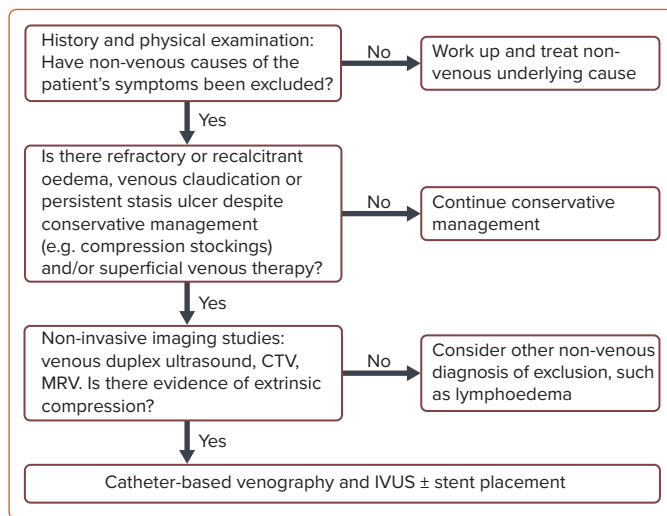 History and physical examination:
Have non-venous causes of the
patient's symptoms been excluded?
No
Work up and treat non-
venous underlying cause
Yes
Is there refractory or recalcitrant
oedema, venous claudication or
persistent stasis ulcer despite
conservative management
(e.g. compression stockings)
and/or superficial venous therapy?
No
Continue conservative
management
Yes
Non-invasive imaging studies:
venous duplex ultrasound, CTV,
MRV. Is there evidence of extrinsic
compression?
No
Consider other non-venous
diagnosis of exclusion, such
as lymphoedema
Yes
Catheter-based venography and IVUS ± stent placement